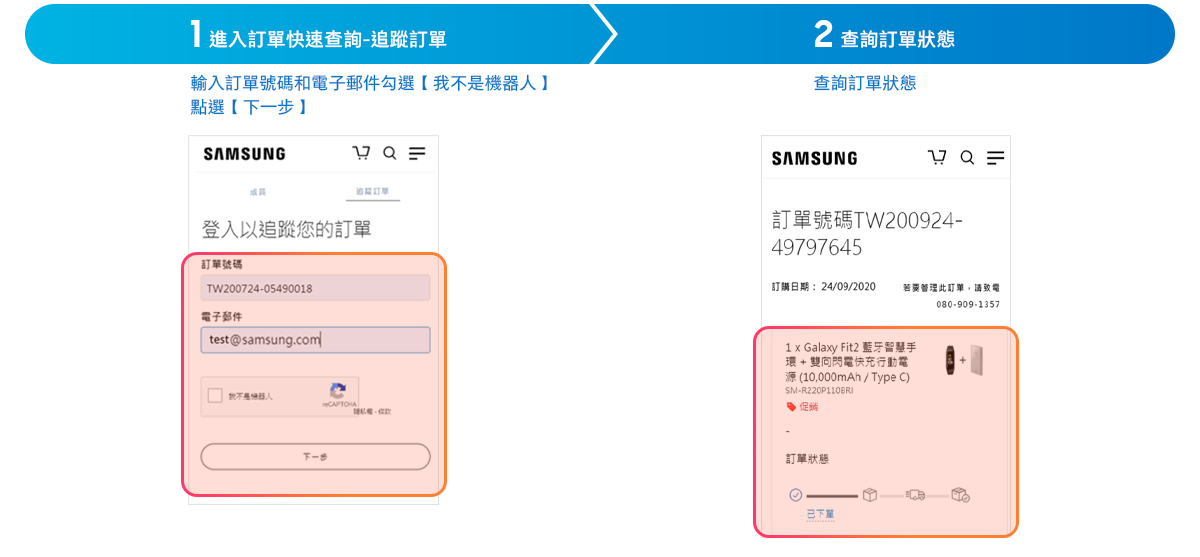 1 進入訂單快速查詢-追蹤訂單
2 查詢訂單狀態
輸入訂單號碼和電子郵件勾選【 我不是機器人 】
點選【 下一步 】
查詢訂單狀態
SAMSUNG
成員
追蹤訂單
登入以追蹤您的訂單
訂單號碼
TW200724-05490018
電子郵件
test@samsung.com
我不是機器人
reCAPTCHA
隱私權 - 條款
下一步
SAMSUNG
訂單號碼TW200924-
49797645
訂購日期： 24/09/2020
若要管理此訂單，請致電
080-909-1357
1 x Galaxy Fit2 藍牙智慧手
環 + 雙向閃電快充行動電
源 (10,000mAh / Type C)
SM-R220P110BRI
促銷
-
訂單狀態
已下單